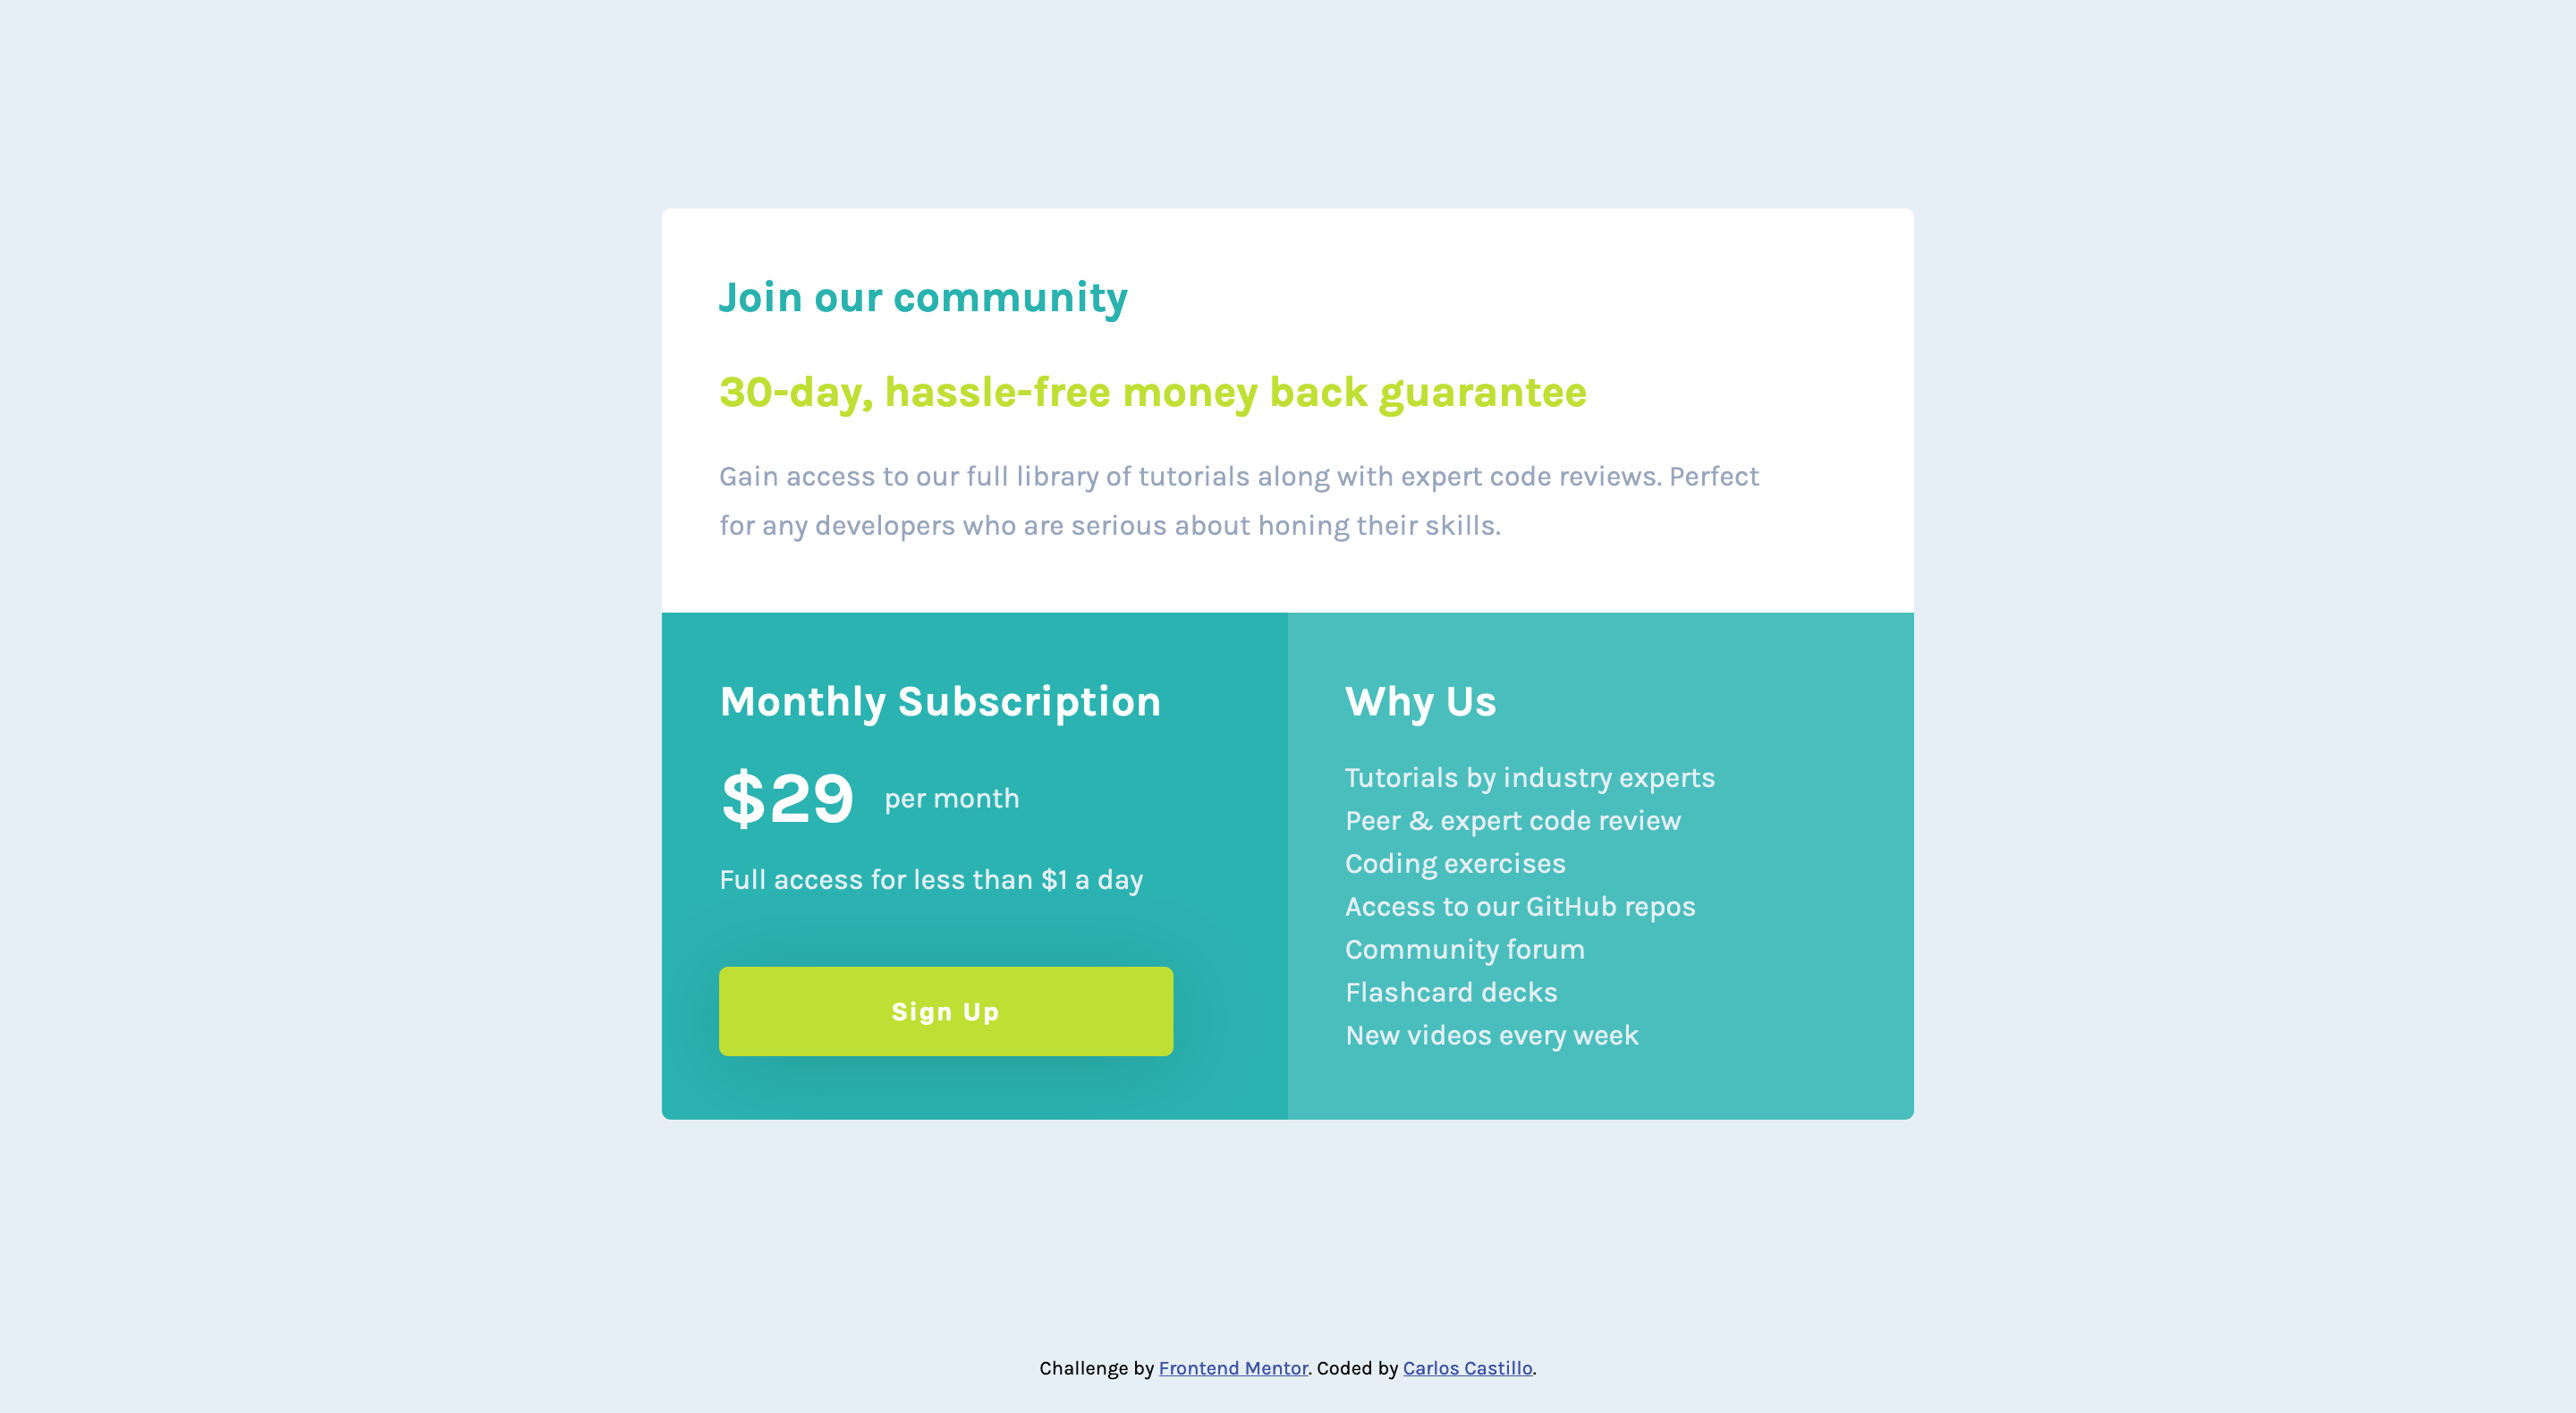 Join our community
30-day, hassle-free money back guarantee
Gain access to our full library of tutorials along with expert code reviews. Perfect
for any developers who are serious about honing their skills.
Monthly Subscription
$29 per month
Full access for less than $1 a day
Sign Up
Why Us
Tutorials by industry experts
Peer & expert code review
Coding exercises
Access to our GitHub repos
Community forum
Flashcard decks
New videos every week
Challenge by Frontend Mentor. Coded by Carlos Castillo.